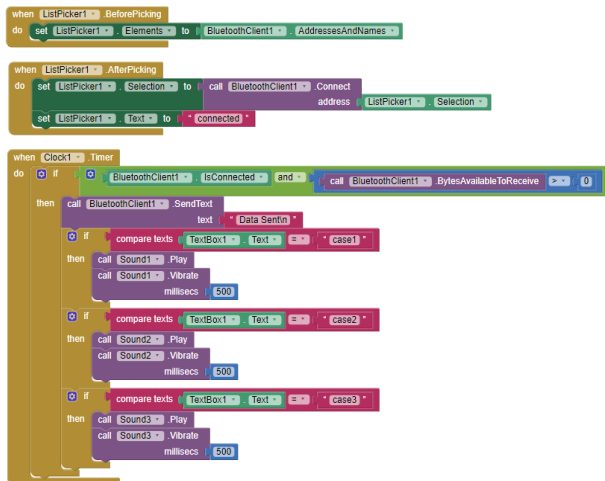 when ListPicker1 .BeforePicking
do set ListPicker1 . Elements to BluetoothClient1 . AddressesAndNames
when ListPicker1 .AfterPicking
do set ListPicker1 . Selection to call BluetoothClient1 .Connect
address ListPicker1 . Selection
set ListPicker1 . Text to " connected "
when Clock1 .Timer
do if BluetoothClient1 . IsConnected and call BluetoothClient1 .BytesAvailableToReceive > 0
then call BluetoothClient1 .SendText
text " Data Sent\n "
if compare texts TextBox1 . Text = " case1 "
then call Sound1 .Play
call Sound1 .Vibrate
millisecs 500
if compare texts TextBox1 . Text = " case2 "
then call Sound2 .Play
call Sound2 .Vibrate
millisecs 500
if compare texts TextBox1 . Text = " case3 "
then call Sound3 .Play
call Sound3 .Vibrate
millisecs 500